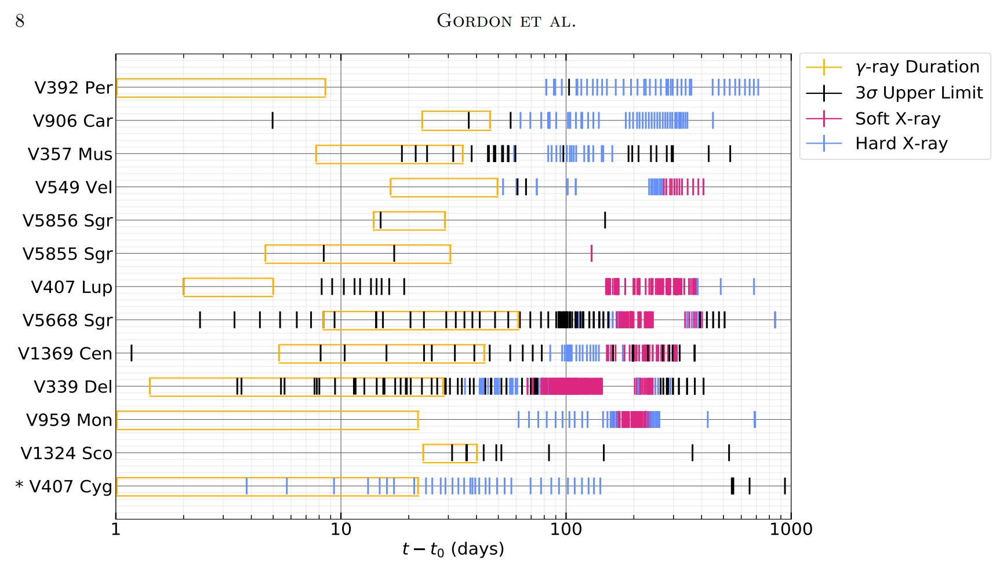 8
GORDON ET AL.
γ-ray Duration
3σ Upper Limit
Soft X-ray
Hard X-ray
V392 Per
V906 Car
V357 Mus
V549 Vel
V5856 Sgr
V5855 Sgr
V407 Lup
V5668 Sgr
V1369 Cen
V339 Del
V959 Mon
V1324 Sco
* V407 Cyg
1 10 100 1000
t − t₀ (days)